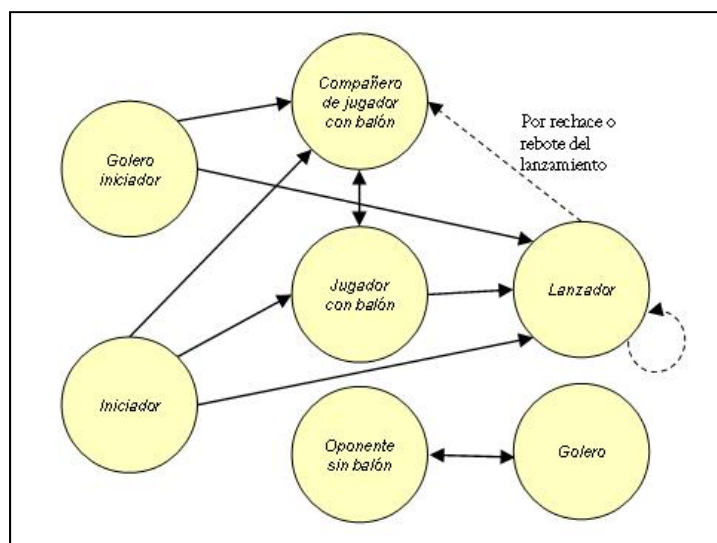 Compañero
de jugador
con balón
Golero
iniciador
Por rechace o
rebote del
lanzamiento
Jugador
con balón
Lanzador
Iniciador
Oponente
sin balón
Golero